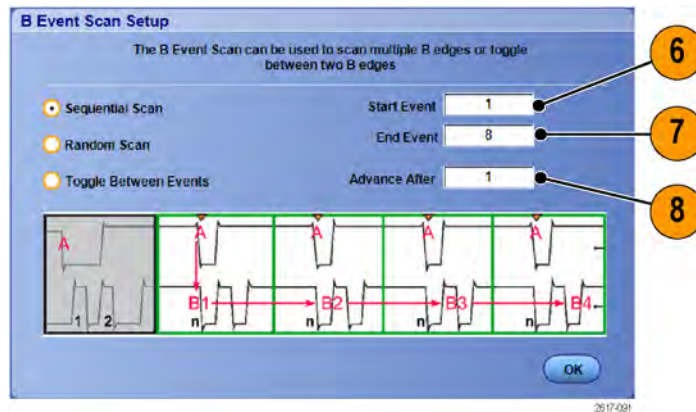 B Event Scan Setup
The B Event Scan can be used to scan multiple B edges or toggle
between two B edges
Sequential Scan
Start Event 1
6
Random Scan
End Event 8
7
Toggle Between Events
Advance After 1
8
A A A A A
B1 B2 B3 B4
1 2 n n n n
OK
2617-091